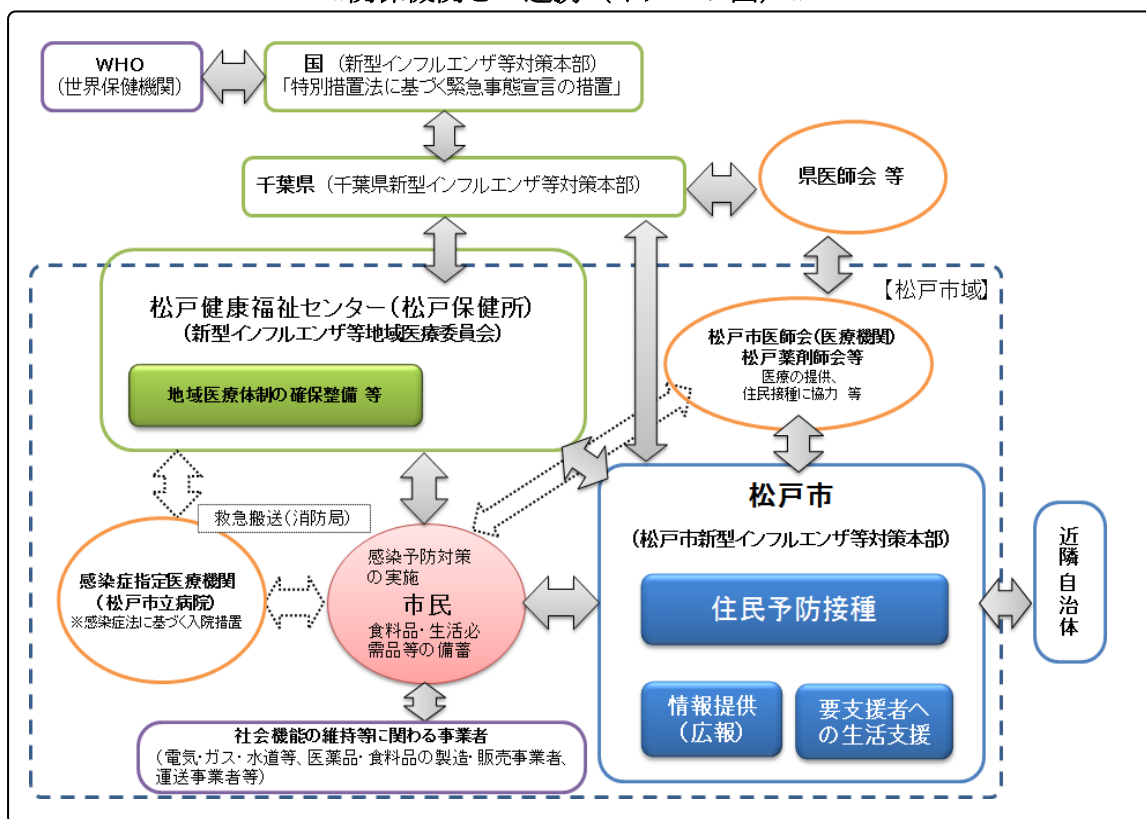 WHO
(世界保健機関)
国 (新型インフルエンザ等対策本部)
「特別措置法に基づく緊急事態宣言の措置」
千葉県 (千葉県新型インフルエンザ等対策本部)
県医師会 等
【松戸市域】
松戸健康福祉センター(松戸保健所)
(新型インフルエンザ等地域医療委員会)
地域医療体制の確保整備 等
松戸市医師会(医療機関)
松戸薬剤師会等
医療の提供、
住民接種に協力 等
救急搬送(消防局)
感染症指定医療機関
(松戸市立病院)
※感染症法に基づく入院措置
感染予防対策
の実施
市民
食料品・生活必
需品等の備蓄
松戸市
(松戸市新型インフルエンザ等対策本部)
住民予防接種
情報提供
(広報)
要支援者へ
の生活支援
近隣自治体
社会機能の維持等に関わる事業者
(電気・ガス・水道等、医薬品・食料品の製造・販売事業者、
運送事業者等)